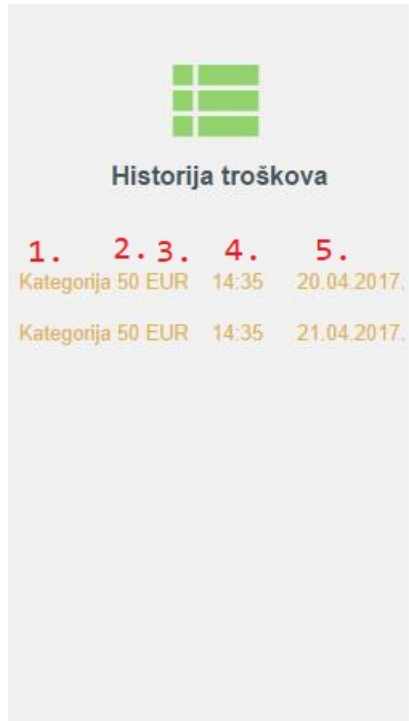 Historija troškova
1. 2. 3. 4. 5.
Kategorija 50 EUR 14:35 20.04.2017.
Kategorija 50 EUR 14:35 21.04.2017.